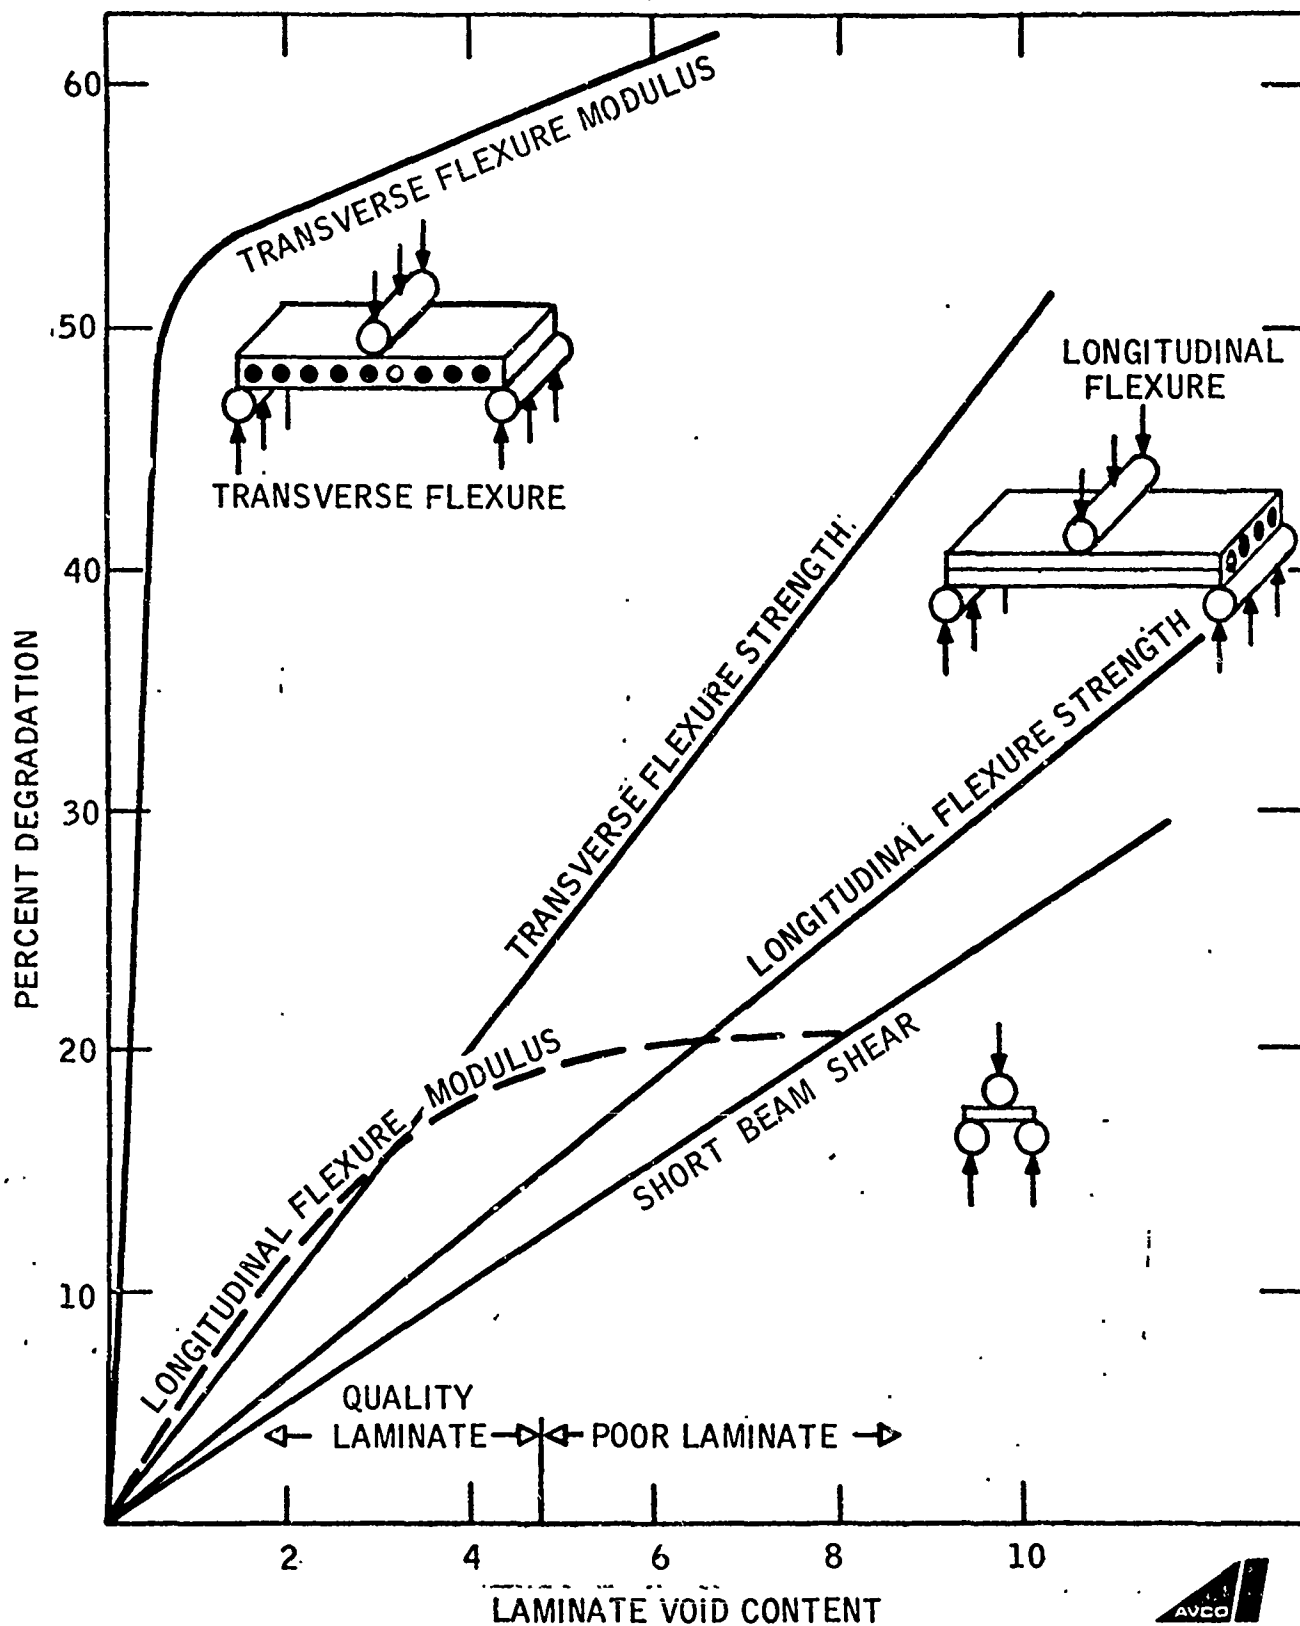 60
50
40
30
20
10
PERCENT DEGRADATION
TRANSVERSE FLEXURE MODULUS
TRANSVERSE FLEXURE
LONGITUDINAL
FLEXURE
TRANSVERSE FLEXURE STRENGTH
LONGITUDINAL FLEXURE STRENGTH
LONGITUDINAL FLEXURE MODULUS
SHORT BEAM SHEAR
QUALITY
LAMINATE
POOR LAMINATE
2 4 6 8 10
LAMINATE VOID CONTENT
AVCO